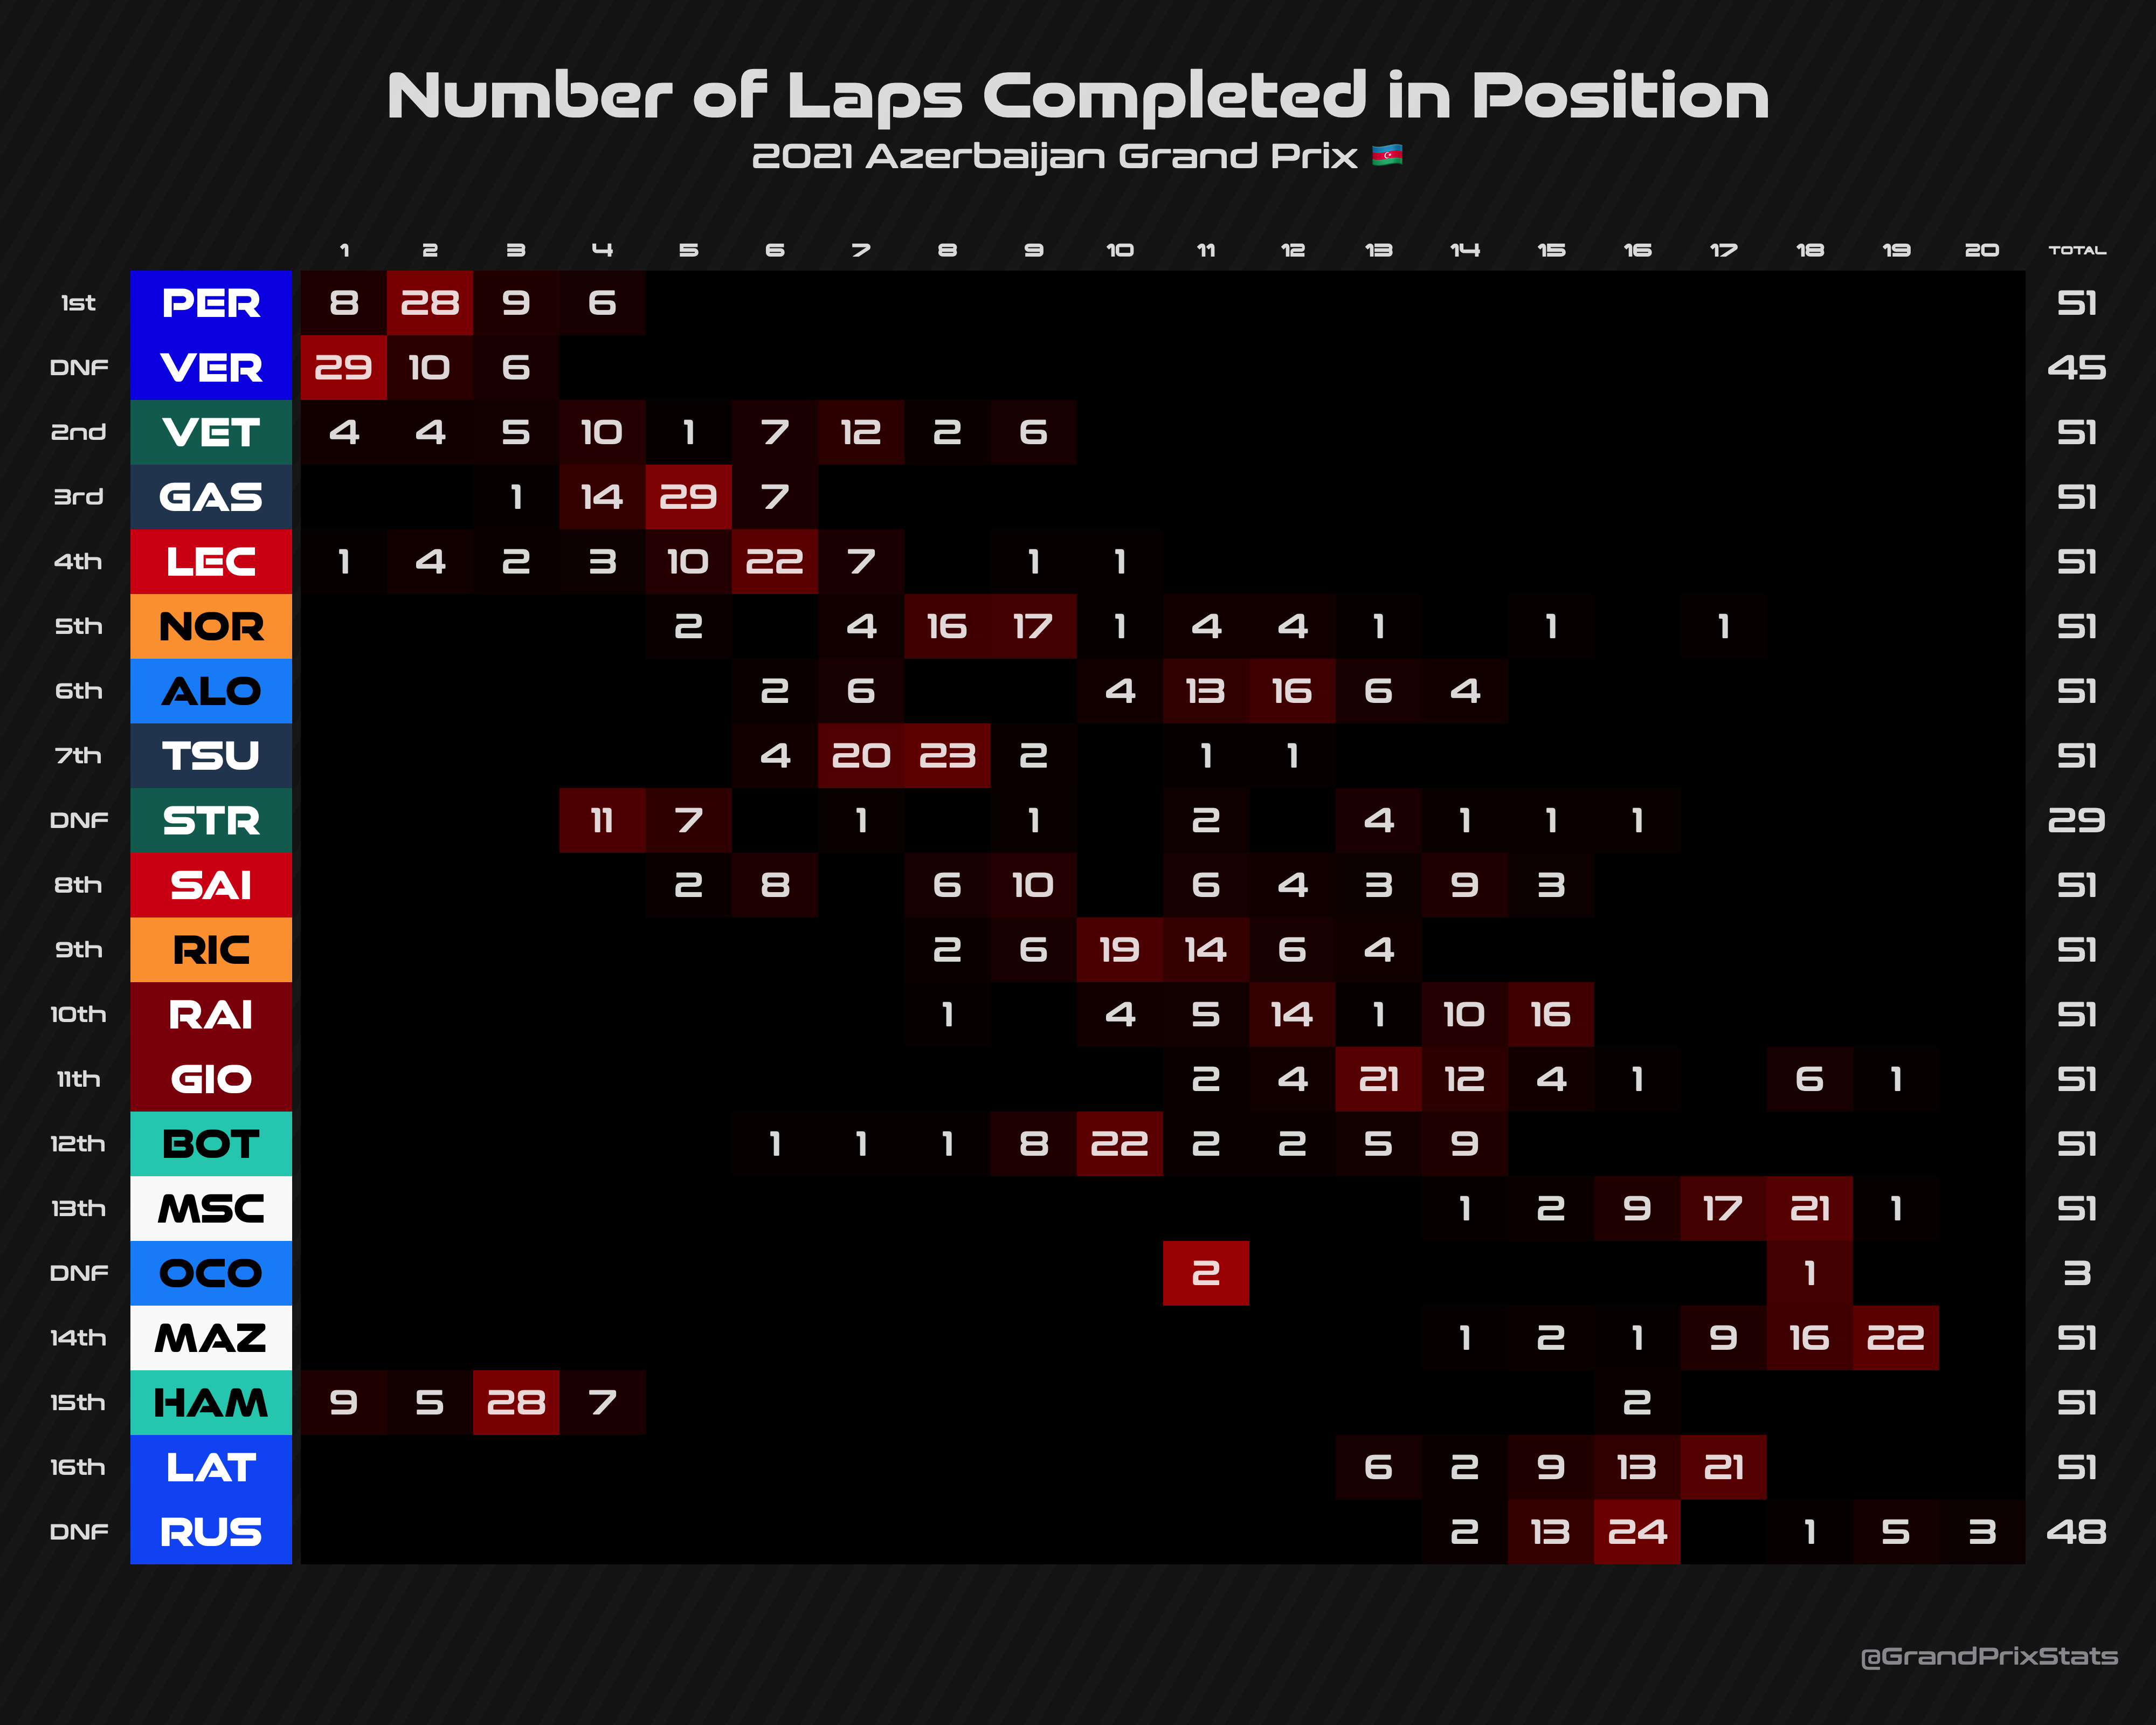 Number of Laps Completed in Position
2021 Azerbaijan Grand Prix
1 2 3 4 5 6 7 8 9 10 11 12 13 14 15 16 17 18 19 20 TOTAL
1st PER 8 28 9 6 51
DNF VER 29 10 6 45
2nd VET 4 4 5 10 1 7 12 2 6 51
3rd GAS 1 14 29 7 51
4th LEC 1 4 2 3 10 22 7 1 1 51
5th NOR 2 4 16 17 1 4 4 1 1 1 51
6th ALO 2 6 4 13 16 6 4 51
7th TSU 4 20 23 2 1 1 51
DNF STR 11 7 1 1 2 4 1 1 1 29
8th SAI 2 8 6 10 6 4 3 9 3 51
9th RIC 2 6 19 14 6 4 51
10th RAI 1 4 5 14 1 10 16 51
11th GIO 2 4 21 12 4 1 6 1 51
12th BOT 1 1 1 8 22 2 2 5 9 51
13th MSC 1 2 9 17 21 1 51
DNF OCO 2 1 3
14th MAZ 1 2 1 9 16 22 51
15th HAM 9 5 28 7 2 51
16th LAT 6 2 9 13 21 51
DNF RUS 2 13 24 1 5 3 48
@GrandPrixStats